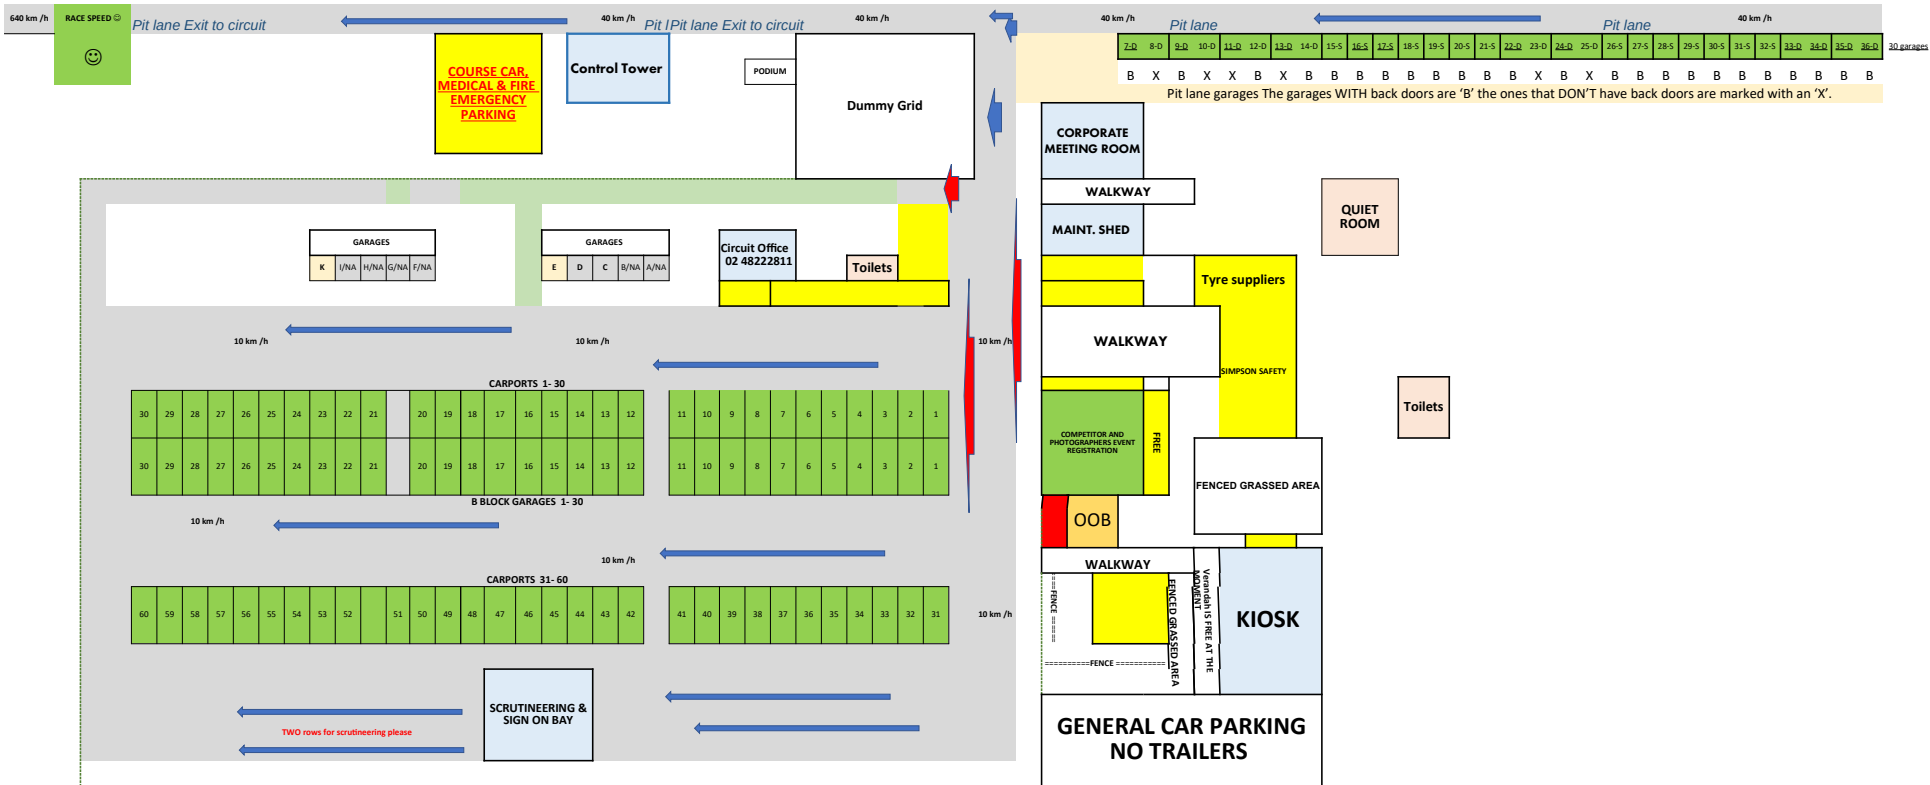 640 km /h
RACE SPEED ☺
☺
Pit lane Exit to circuit
40 km /h
Pit l
Pit lane Exit to circuit
40 km /h
40 km /h
Pit lane
Pit lane
40 km /h
7-D 8-D 9-D 10-D 11-D 12-D 13-D 14-D 15-S 16-S 17-S 18-S 19-S 20-S 21-S 22-D 23-D 24-D 25-D 26-S 27-S 28-S 29-S 30-S 31-S 32-S 33-D 34-D 35-D 36-D 30 garages
B X B X X B X B B B B B B B B B X B X B B B B B B B B B B B
Pit lane garages The garages WITH back doors are ‘B’ the ones that DON’T have back doors are marked with an ‘X’.
COURSE CAR,
MEDICAL & FIRE
EMERGENCY
PARKING
Control Tower
PODIUM
Dummy Grid
CORPORATE
MEETING ROOM
WALKWAY
MAINT. SHED
QUIET
ROOM
GARAGES
K I/NA H/NA G/NA F/NA
GARAGES
E D C B/NA A/NA
Circuit Office
02 48222811
Toilets
Tyre suppliers
WALKWAY
SIMPSON SAFETY
10 km /h
10 km /h
10 km /h
CARPORTS 1- 30
30 29 28 27 26 25 24 23 22 21 20 19 18 17 16 15 14 13 12 11 10 9 8 7 6 5 4 3 2 1
30 29 28 27 26 25 24 23 22 21 20 19 18 17 16 15 14 13 12 11 10 9 8 7 6 5 4 3 2 1
B BLOCK GARAGES 1- 30
COMPETITOR AND
PHOTOGRAPHERS EVENT
REGISTRATION
FREE
Toilets
FENCED GRASSED AREA
OOB
10 km /h
10 km /h
CARPORTS 31- 60
60 59 58 57 56 55 54 53 52 51 50 49 48 47 46 45 44 43 42 41 40 39 38 37 36 35 34 33 32 31
10 km /h
WALKWAY
====FENCE ======
==========FENCE ===========
FENCED GRASSED AREA
Verandah IS FREE AT THE
MOMENT
KIOSK
SCRUTINEERING &
SIGN ON BAY
TWO rows for scrutineering please
GENERAL CAR PARKING
NO TRAILERS